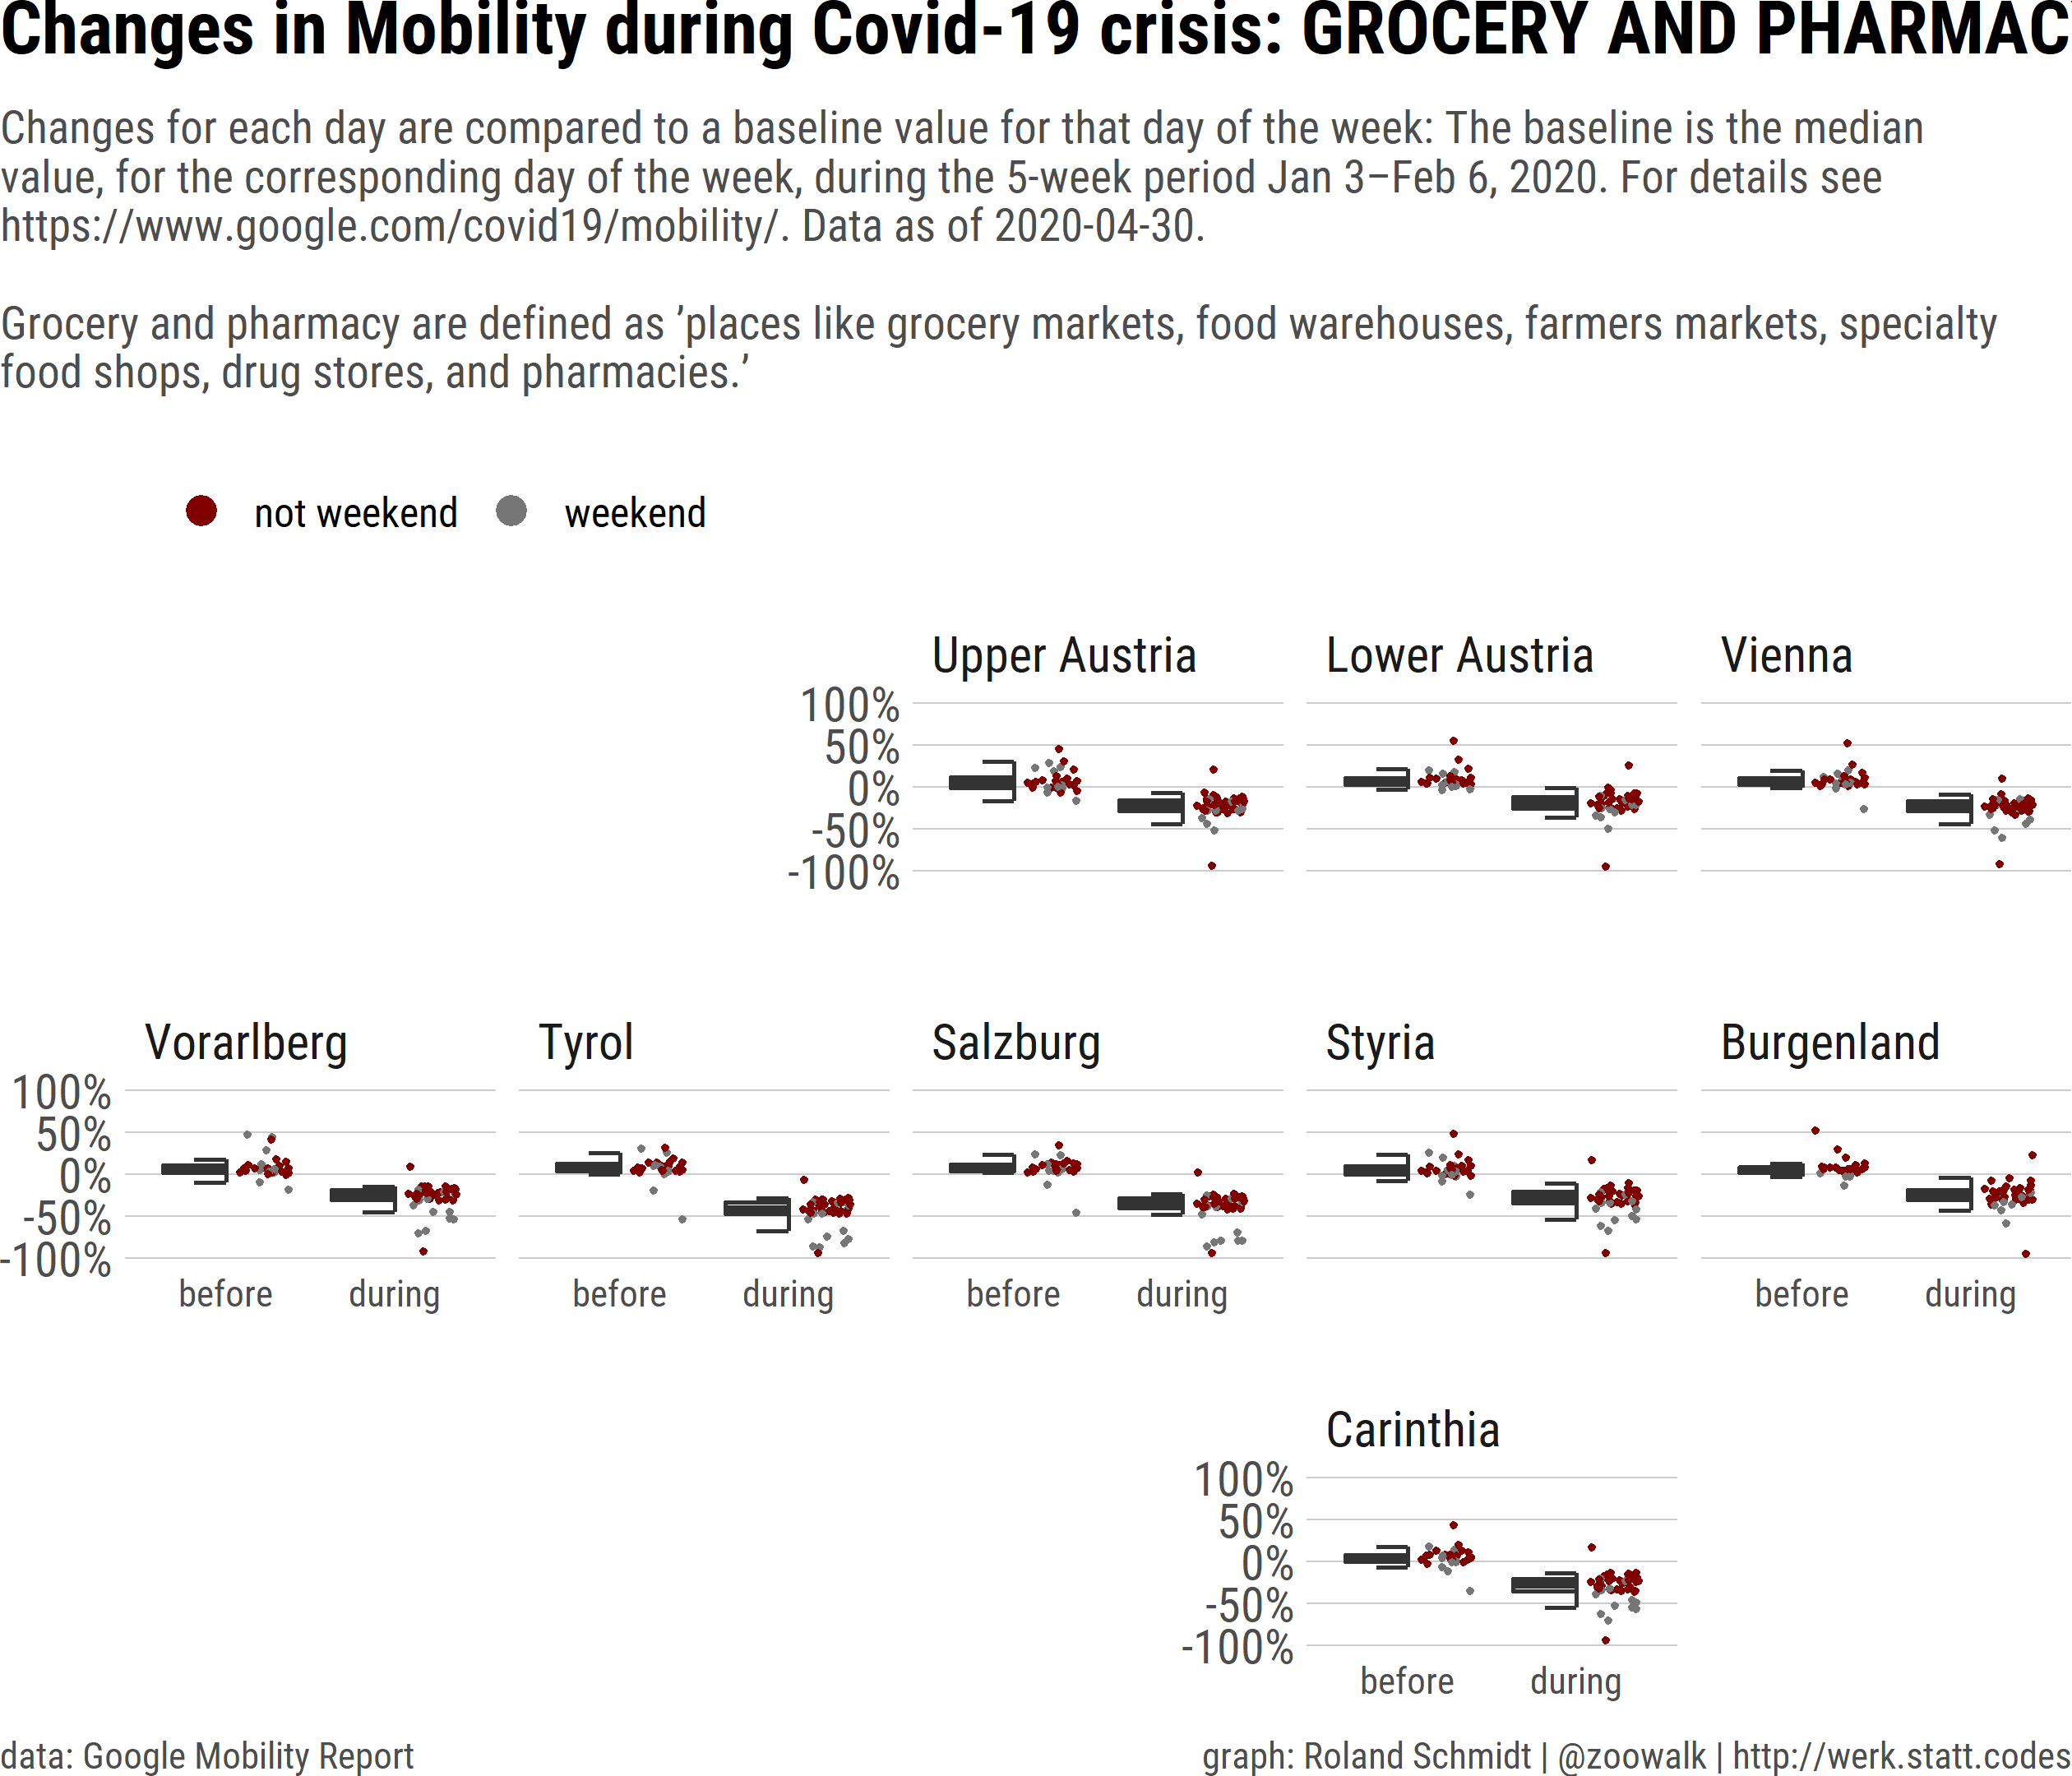 Changes in Mobility during Covid-19 crisis: GROCERY AND PHARMAC
Changes for each day are compared to a baseline value for that day of the week: The baseline is the median
value, for the corresponding day of the week, during the 5-week period Jan 3–Feb 6, 2020. For details see
https://www.google.com/covid19/mobility/. Data as of 2020-04-30.
Grocery and pharmacy are defined as ’places like grocery markets, food warehouses, farmers markets, specialty
food shops, drug stores, and pharmacies.’
not weekend weekend
Upper Austria Lower Austria Vienna
100%
50%
0%
-50%
-100%
Vorarlberg Tyrol Salzburg Styria Burgenland
100%
50%
0%
-50%
-100%
before during before during before during before during
Carinthia
100%
50%
0%
-50%
-100%
before during
data: Google Mobility Report graph: Roland Schmidt | @zoowalk | http://werk.statt.codes